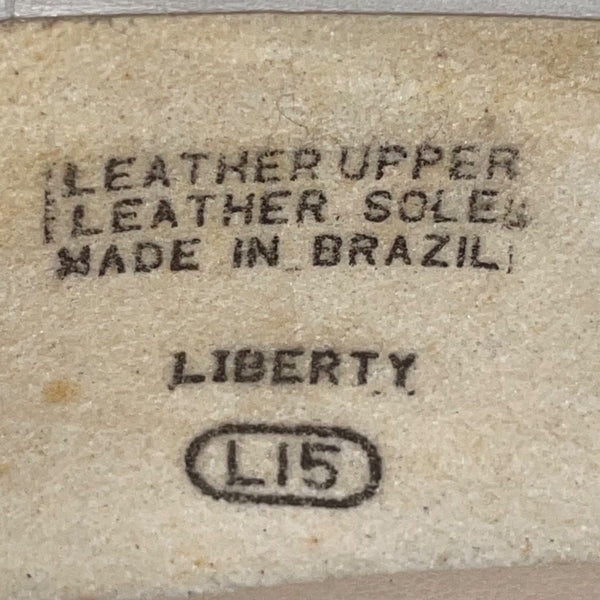 LEATHER UPPER
LEATHER SOLE
MADE IN BRAZIL
LIBERTY
L15